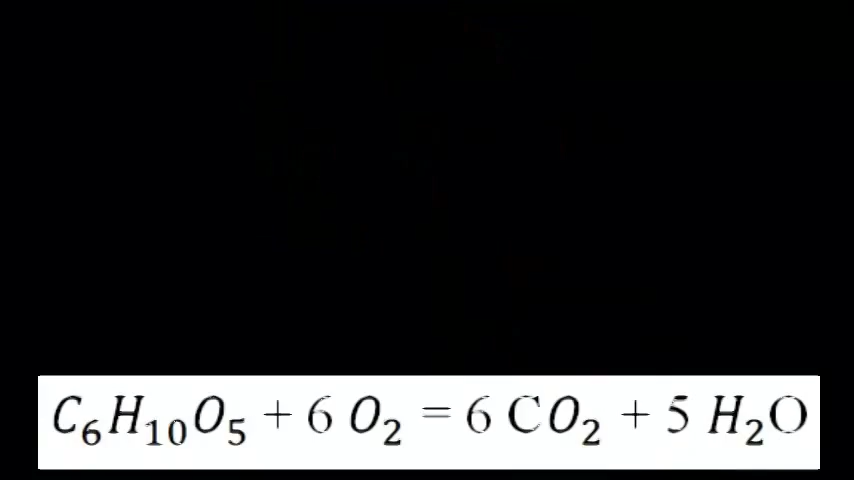 C₆H₁₀O₅ + 6 O₂ = 6 CO₂ + 5 H₂O